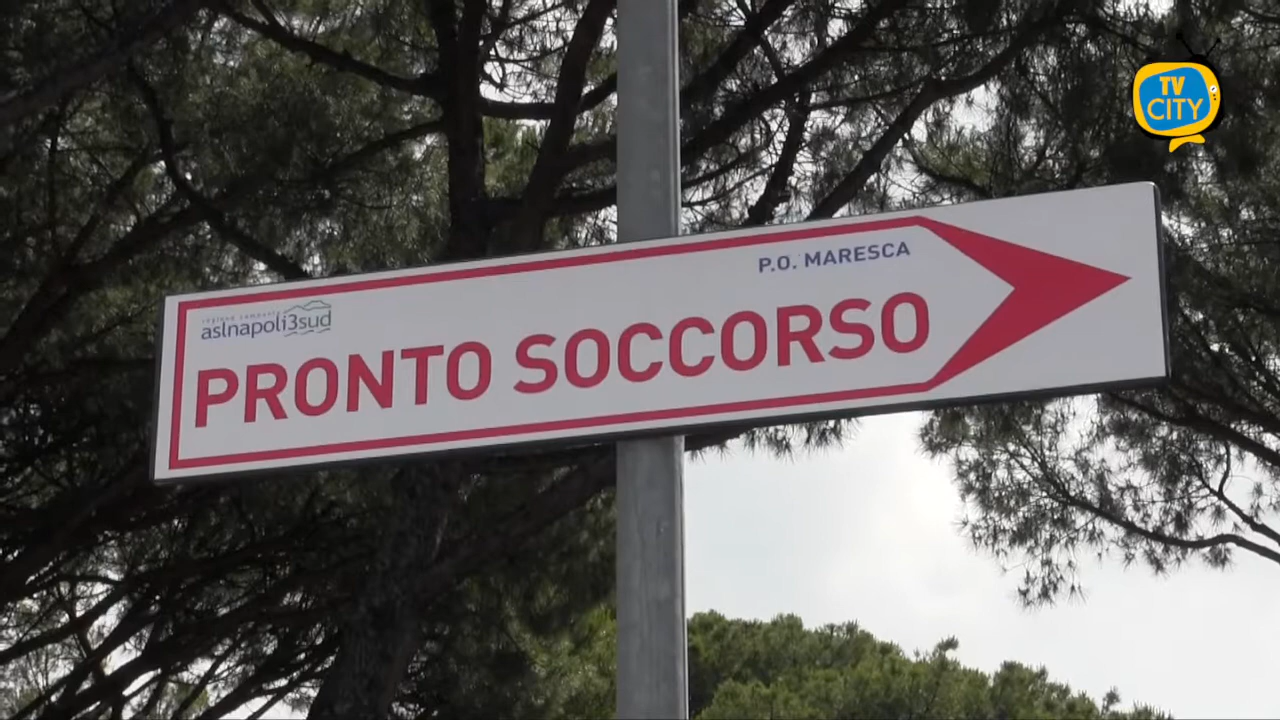 TV
CITY
P.O. MARESCA
regione campania
aslnapoli3sud
PRONTO SOCCORSO